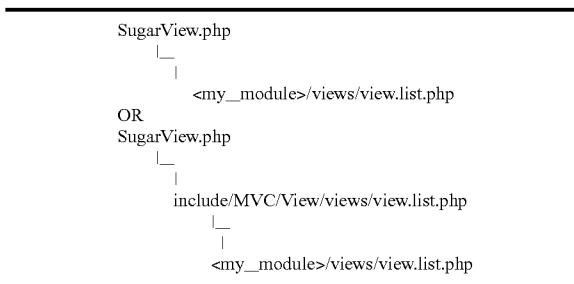 SugarView.php
|__
|
<my__module>/views/view.list.php
OR
SugarView.php
|__
|
include/MVC/View/views/view.list.php
|__
|
<my__module>/views/view.list.php